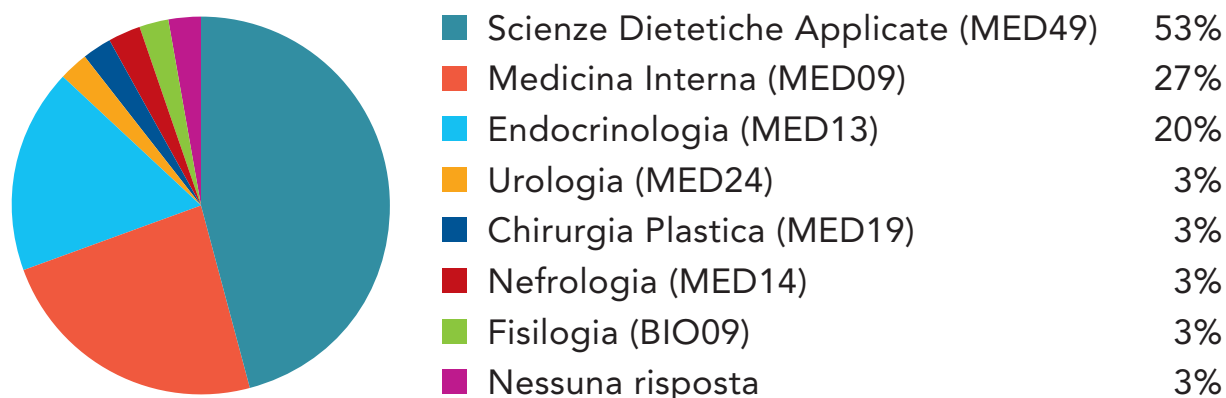 Scienze Dietetiche Applicate (MED49) 53%
Medicina Interna (MED09) 27%
Endocrinologia (MED13) 20%
Urologia (MED24) 3%
Chirurgia Plastica (MED19) 3%
Nefrologia (MED14) 3%
Fisilogia (BIO09) 3%
Nessuna risposta 3%